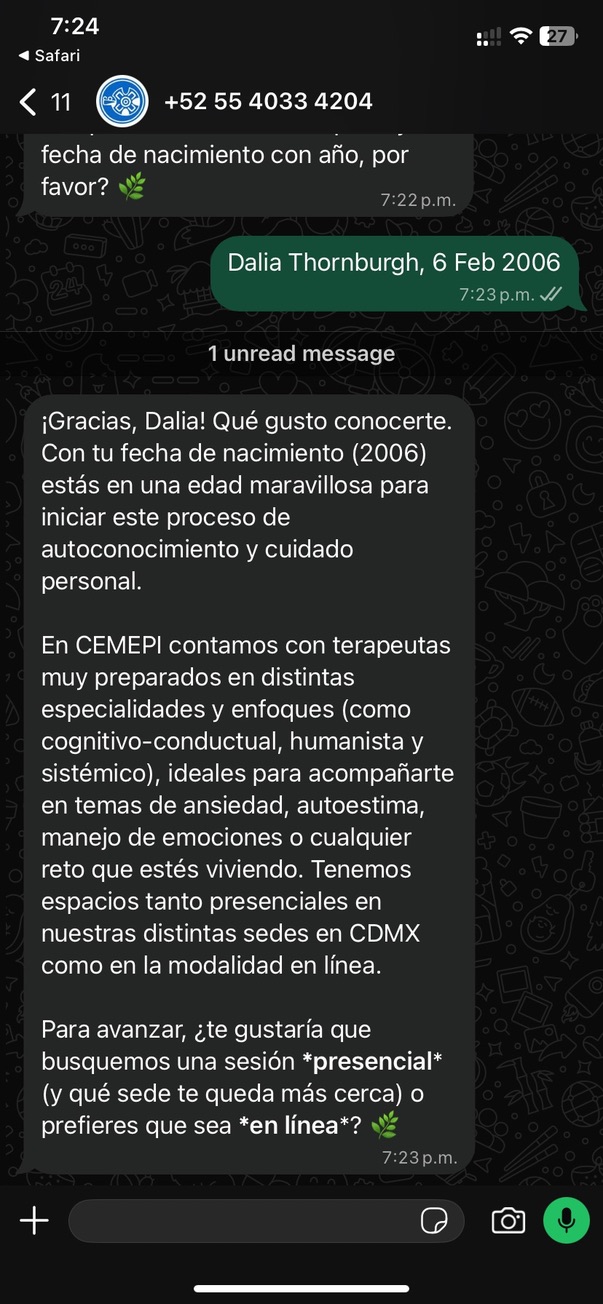 7:24
27
◀ Safari
11
+52 55 4033 4204
fecha de nacimiento con año, por
favor? 🌿
7:22 p.m.
Dalia Thornburgh, 6 Feb 2006
7:23 p.m.
1 unread message
¡Gracias, Dalia! Qué gusto conocerte.
Con tu fecha de nacimiento (2006)
estás en una edad maravillosa para
iniciar este proceso de
autoconocimiento y cuidado
personal.
En CEMEPI contamos con terapeutas
muy preparados en distintas
especialidades y enfoques (como
cognitivo-conductual, humanista y
sistémico), ideales para acompañarte
en temas de ansiedad, autoestima,
manejo de emociones o cualquier
reto que estés viviendo. Tenemos
espacios tanto presenciales en
nuestras distintas sedes en CDMX
como en la modalidad en línea.
Para avanzar, ¿te gustaría que
busquemos una sesión *presencial*
(y qué sede te queda más cerca) o
prefieres que sea *en línea*? 🌿
7:23 p.m.